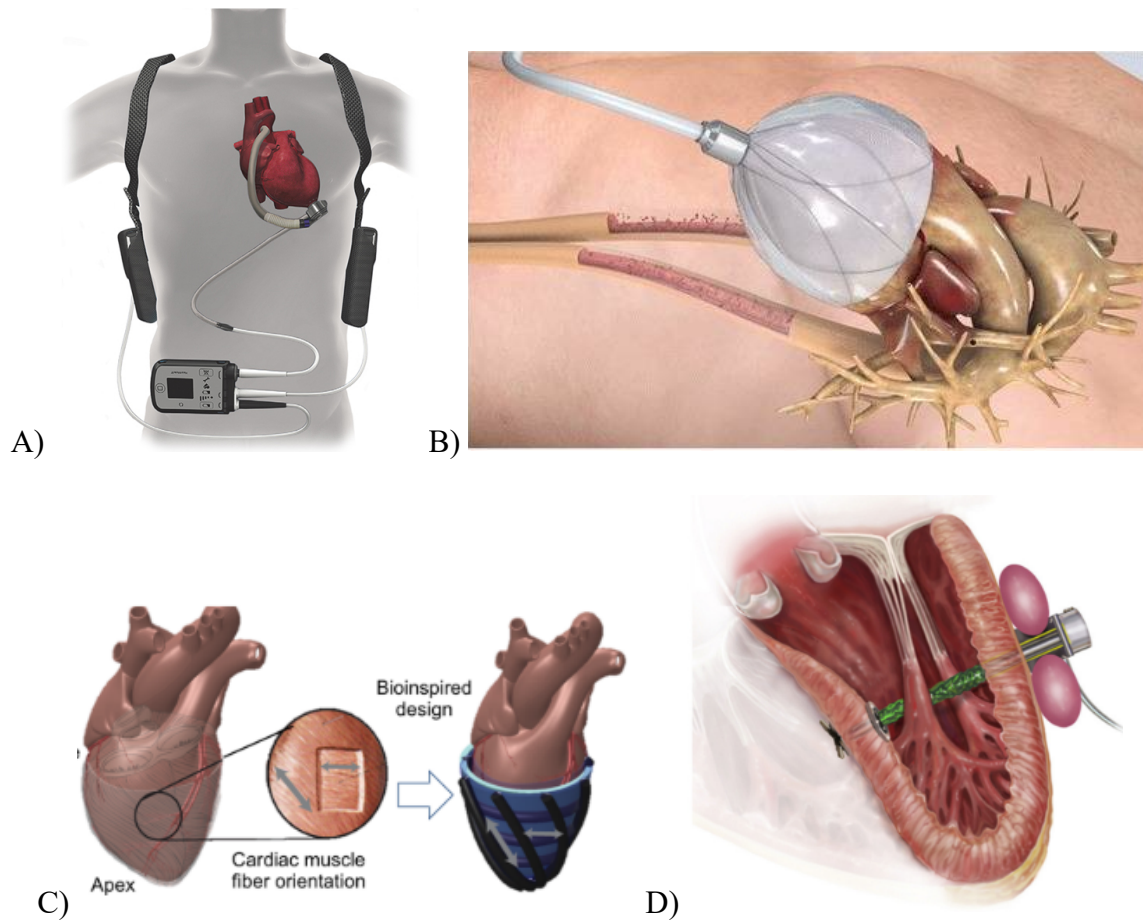 A)
B)
Bioinspired
design
Cardiac muscle
fiber orientation
Apex
C)
D)